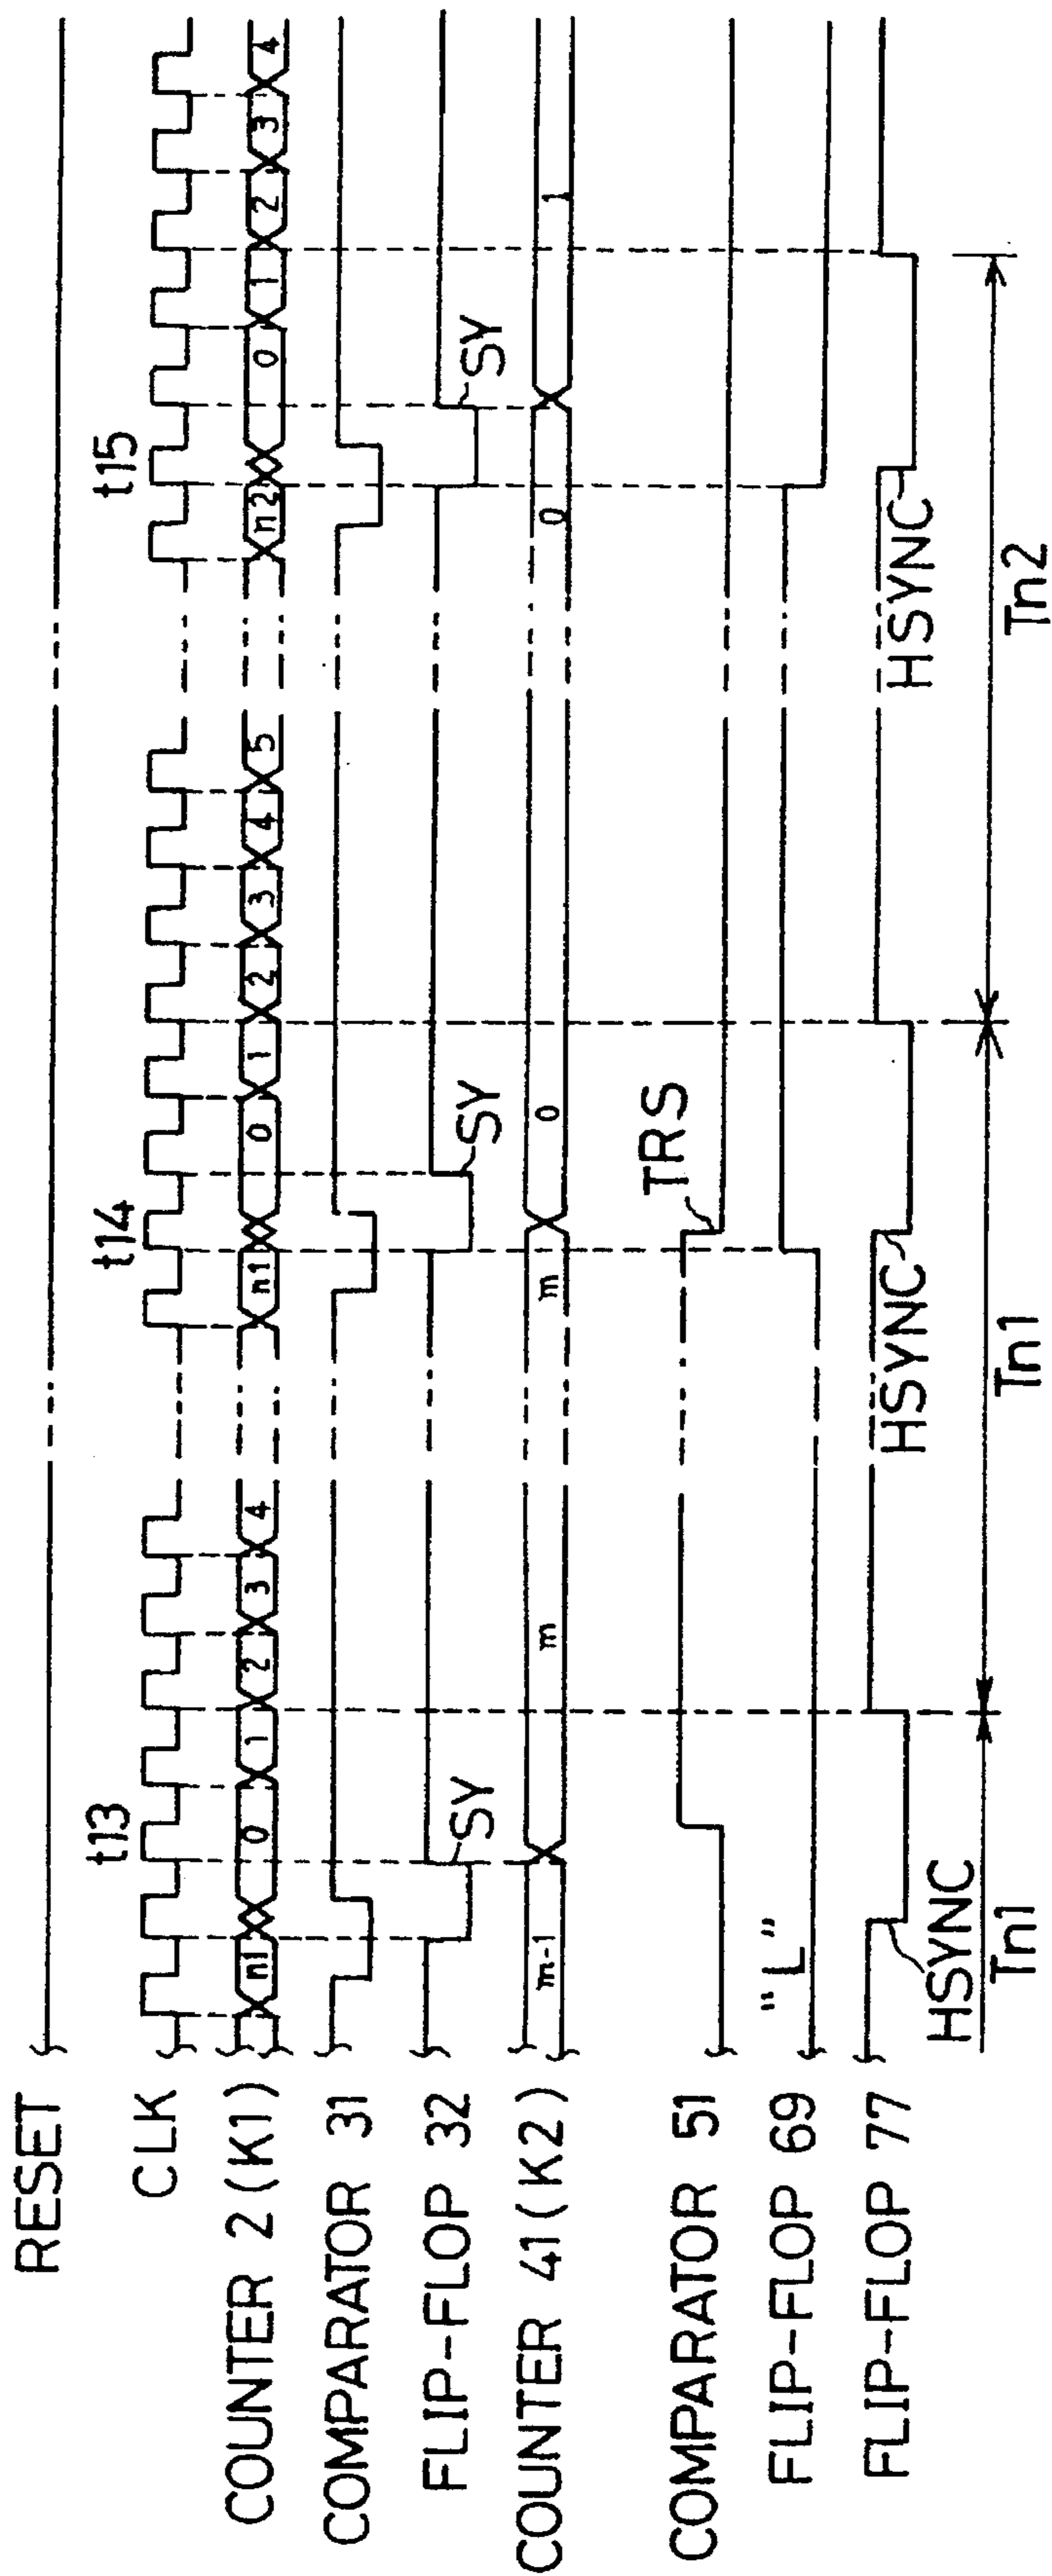 RESET
t13 t14 t15
CLK
COUNTER 2 (K1) n1 0 1 2 3 4 n1 0 1 2 3 4 5 n2 0 1 2 3 4
COMPARATOR 31
FLIP-FLOP 32 SY SY SY
COUNTER 41 (K2) m-1 m m 0 0 1
COMPARATOR 51 TRS
FLIP-FLOP 69 "L"
FLIP-FLOP 77
HSYNC HSYNC HSYNC
Tn1 Tn1 Tn2